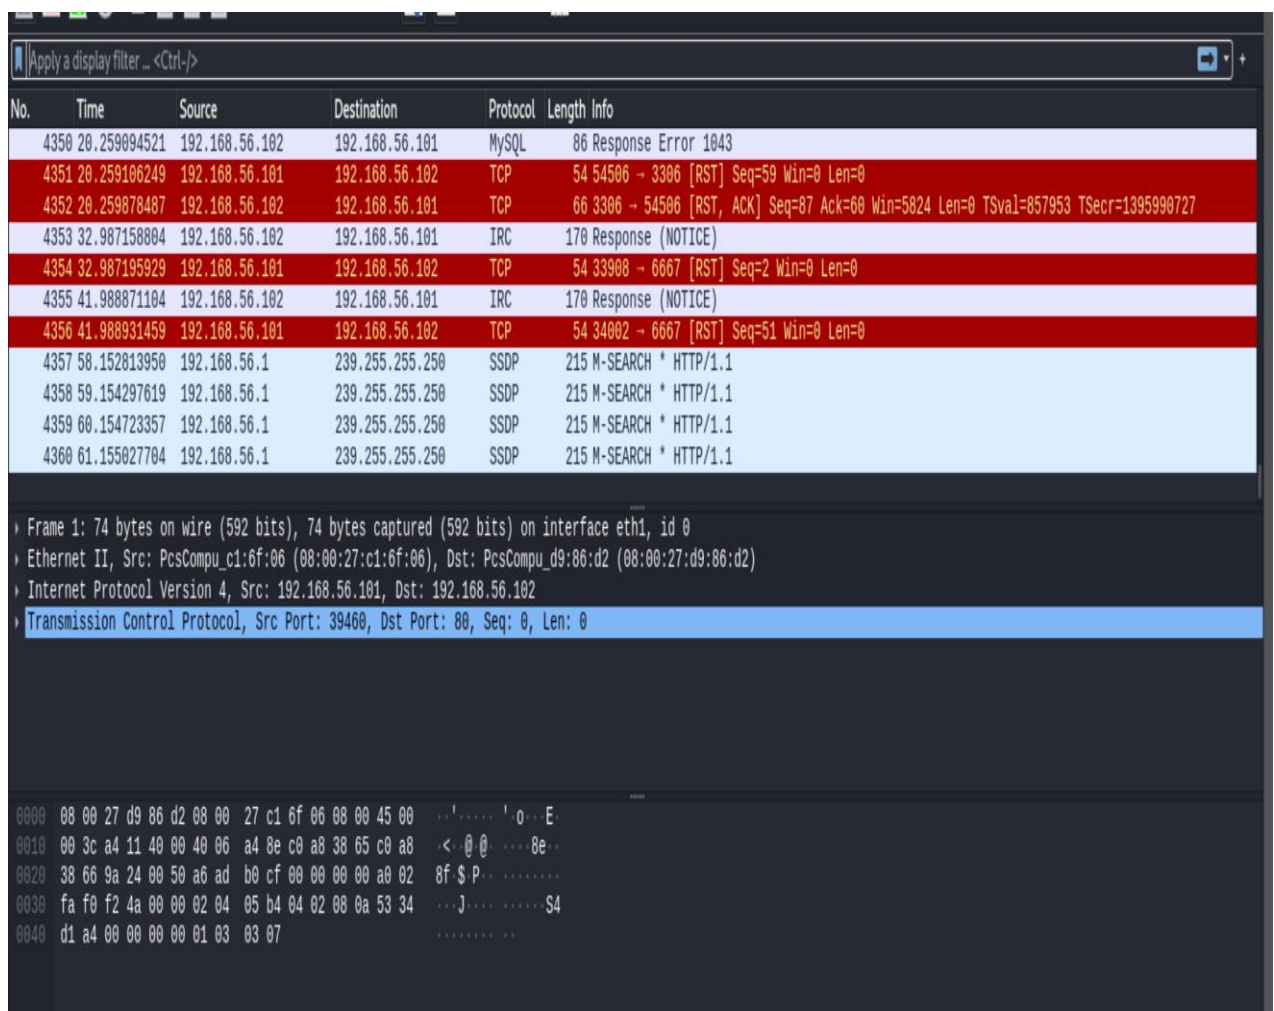 Apply a display filter … <Ctrl-/>
No. Time Source Destination Protocol Length Info
4350 20.259094521 192.168.56.102 192.168.56.101 MySQL 86 Response Error 1043
4351 20.259106249 192.168.56.101 192.168.56.102 TCP 54 54506 → 3306 [RST] Seq=59 Win=0 Len=0
4352 20.259878487 192.168.56.102 192.168.56.101 TCP 66 3306 → 54506 [RST, ACK] Seq=87 Ack=60 Win=5824 Len=0 TSval=857953 TSecr=1395990727
4353 32.987158804 192.168.56.102 192.168.56.101 IRC 170 Response (NOTICE)
4354 32.987195929 192.168.56.101 192.168.56.102 TCP 54 33908 → 6667 [RST] Seq=2 Win=0 Len=0
4355 41.988871104 192.168.56.102 192.168.56.101 IRC 170 Response (NOTICE)
4356 41.988931459 192.168.56.101 192.168.56.102 TCP 54 34002 → 6667 [RST] Seq=51 Win=0 Len=0
4357 58.152813950 192.168.56.1 239.255.255.250 SSDP 215 M-SEARCH * HTTP/1.1
4358 59.154297619 192.168.56.1 239.255.255.250 SSDP 215 M-SEARCH * HTTP/1.1
4359 60.154723357 192.168.56.1 239.255.255.250 SSDP 215 M-SEARCH * HTTP/1.1
4360 61.155027704 192.168.56.1 239.255.255.250 SSDP 215 M-SEARCH * HTTP/1.1
Frame 1: 74 bytes on wire (592 bits), 74 bytes captured (592 bits) on interface eth1, id 0
Ethernet II, Src: PcsCompu_c1:6f:06 (08:00:27:c1:6f:06), Dst: PcsCompu_d9:86:d2 (08:00:27:d9:86:d2)
Internet Protocol Version 4, Src: 192.168.56.101, Dst: 192.168.56.102
Transmission Control Protocol, Src Port: 39460, Dst Port: 80, Seq: 0, Len: 0
0000 08 00 27 d9 86 d2 08 00 27 c1 6f 06 08 00 45 00 ··'····· '·o···E·
0010 00 3c a4 11 40 00 40 06 a4 8e c0 a8 38 65 c0 a8 ·<··@·@· ····8e··
0020 38 66 9a 24 00 50 a6 ad b0 cf 00 00 00 00 a0 02 8f·$·P·· ········
0030 fa f0 f2 4a 00 00 02 04 05 b4 04 02 08 0a 53 34 ···J···· ······S4
0040 d1 a4 00 00 00 00 01 03 03 07 ········ ··